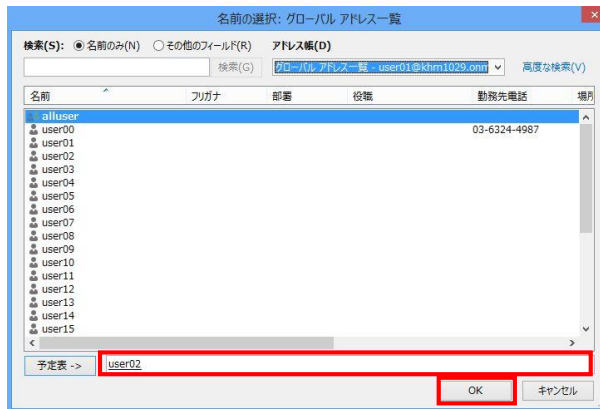 名前の選択: グローバル アドレス一覧
検索(S): 名前のみ(N) その他のフィールド(R) アドレス帳(D)
検索(G) グローバル アドレス一覧 - user01@khm1029.onm 高度な検索(V)
名前 フリガナ 部署 役職 勤務先電話 場所
alluser
user00 03-6324-4987
user01
user02
user03
user04
user05
user06
user07
user08
user09
user10
user11
user12
user13
user14
user15
予定表 -> user02
OK キャンセル